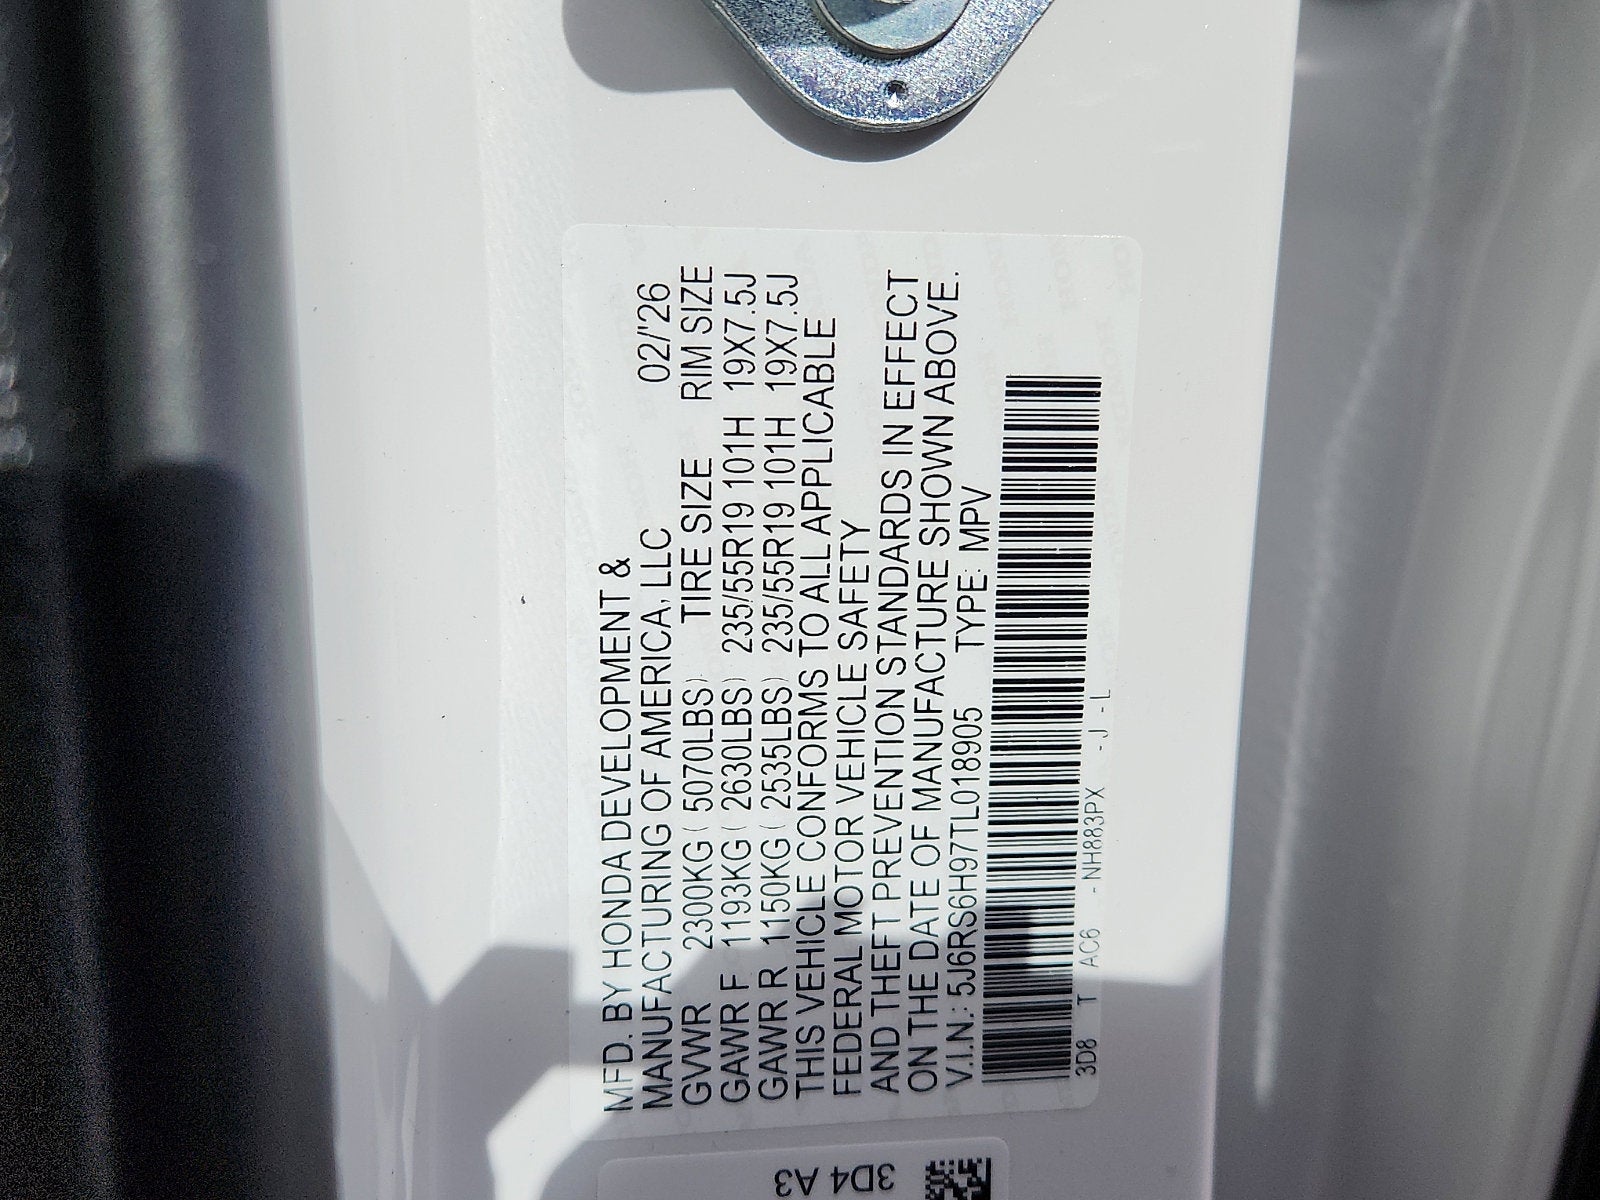 MFD. BY HONDA DEVELOPMENT &
MANUFACTURING OF AMERICA, LLC 02/'26
GVWR 2300KG ( 5070LBS) TIRE SIZE RIM SIZE
GAWR F 1193KG ( 2630LBS) 235/55R19 101H 19X7.5J
GAWR R 1150KG ( 2535LBS) 235/55R19 101H 19X7.5J
THIS VEHICLE CONFORMS TO ALL APPLICABLE
FEDERAL MOTOR VEHICLE SAFETY
AND THEFT PREVENTION STANDARDS IN EFFECT
ON THE DATE OF MANUFACTURE SHOWN ABOVE.
V.I.N.: 5J6RS6H97TL018905 TYPE: MPV
3D8 T AC6 -NH883PX -J-L
3D4 A3